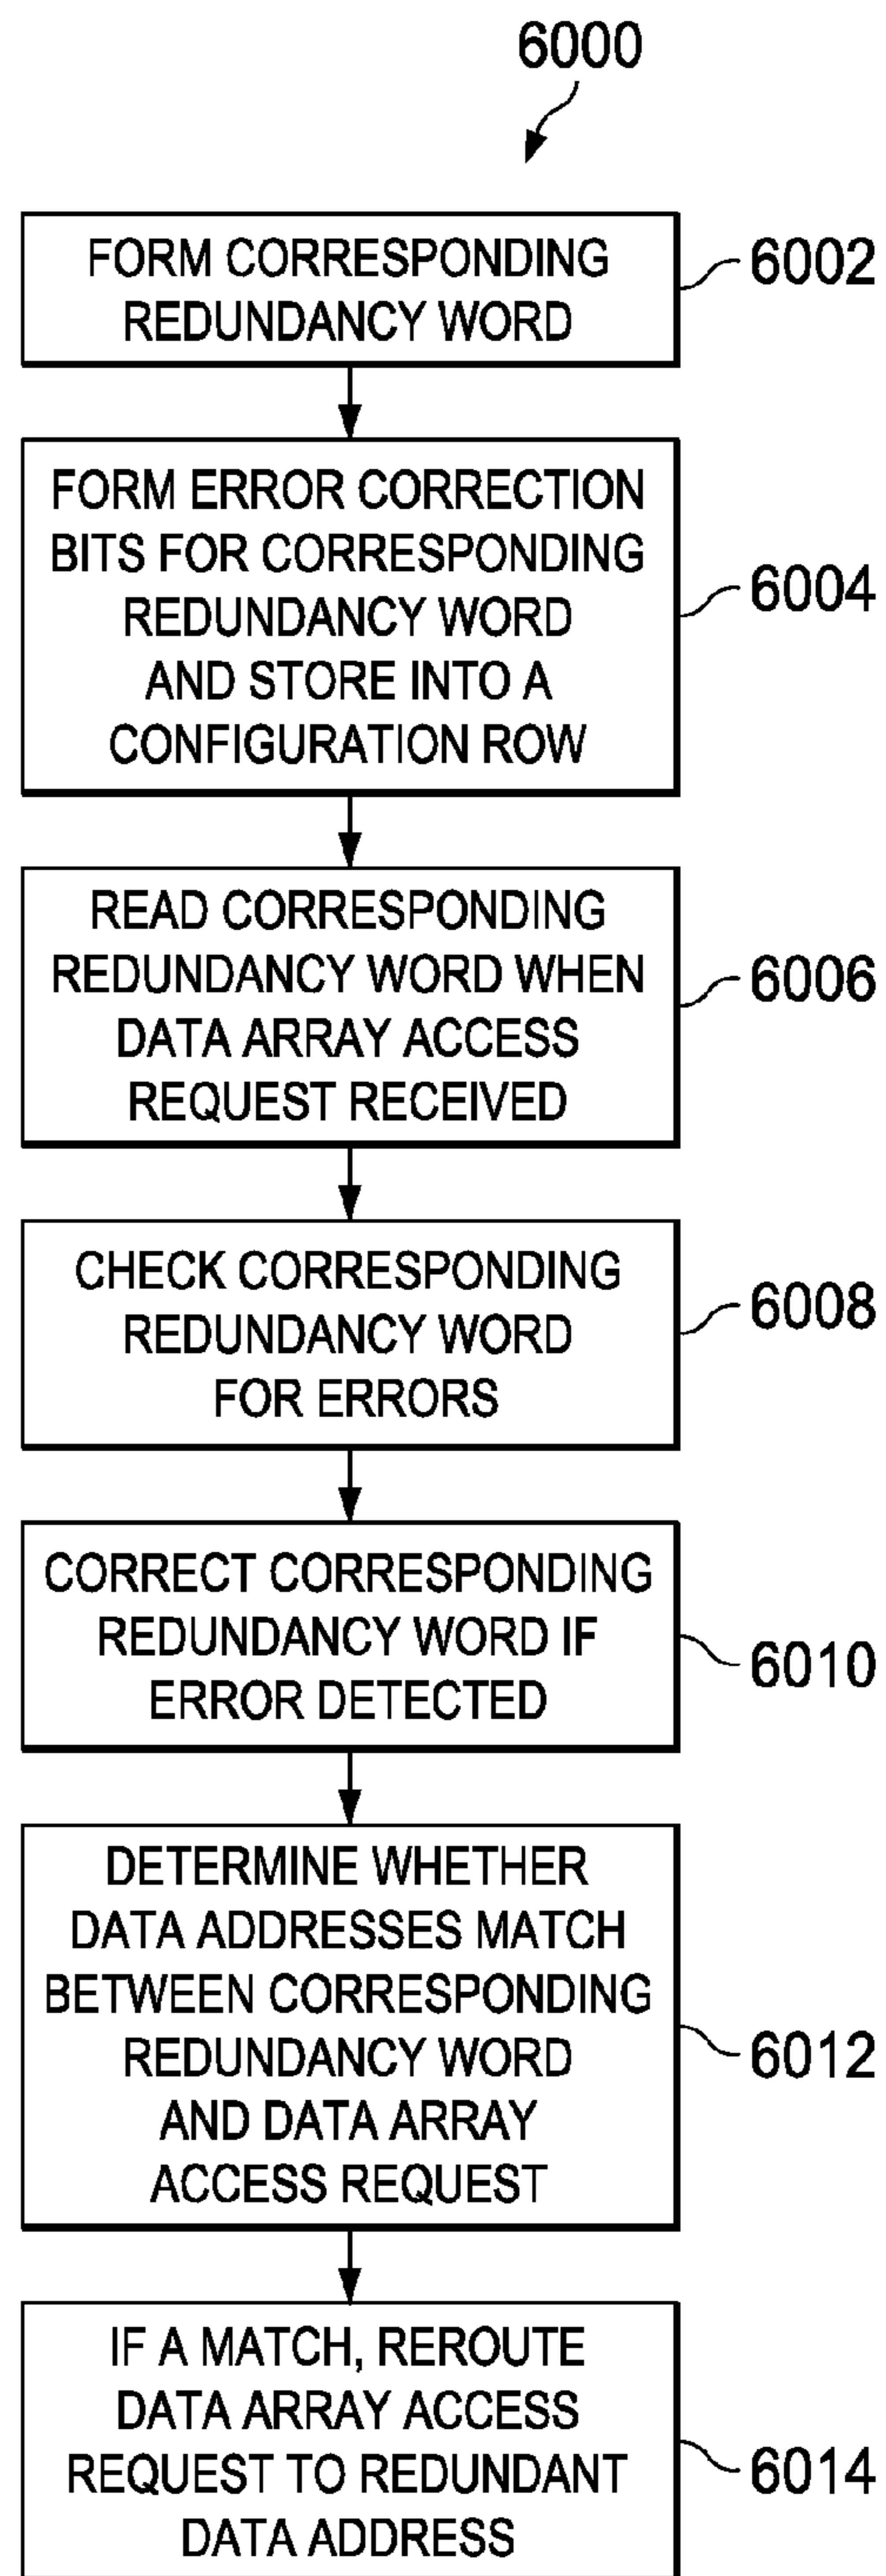 6000
FORM CORRESPONDING
REDUNDANCY WORD
6002
FORM ERROR CORRECTION
BITS FOR CORRESPONDING
REDUNDANCY WORD
AND STORE INTO A
CONFIGURATION ROW
6004
READ CORRESPONDING
REDUNDANCY WORD WHEN
DATA ARRAY ACCESS
REQUEST RECEIVED
6006
CHECK CORRESPONDING
REDUNDANCY WORD
FOR ERRORS
6008
CORRECT CORRESPONDING
REDUNDANCY WORD IF
ERROR DETECTED
6010
DETERMINE WHETHER
DATA ADDRESSES MATCH
BETWEEN CORRESPONDING
REDUNDANCY WORD
AND DATA ARRAY
ACCESS REQUEST
6012
IF A MATCH, REROUTE
DATA ARRAY ACCESS
REQUEST TO REDUNDANT
DATA ADDRESS
6014